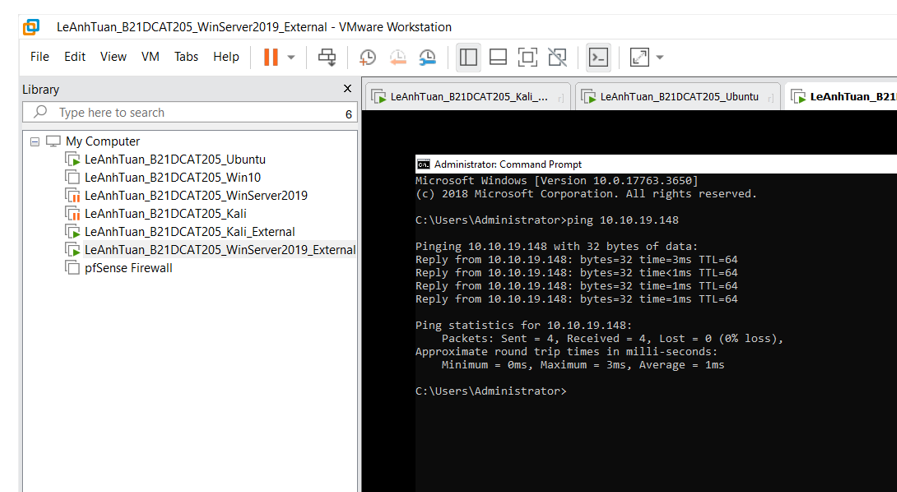 LeAnhTuan_B21DCAT205_WinServer2019_External - VMware Workstation
File Edit View VM Tabs Help
Library X
Type here to search 6
My Computer
LeAnhTuan_B21DCAT205_Ubuntu
LeAnhTuan_B21DCAT205_Win10
LeAnhTuan_B21DCAT205_WinServer2019
LeAnhTuan_B21DCAT205_Kali
LeAnhTuan_B21DCAT205_Kali_External
LeAnhTuan_B21DCAT205_WinServer2019_External
pfSense Firewall
LeAnhTuan_B21DCAT205_Kali_... LeAnhTuan_B21DCAT205_Ubuntu LeAnhTuan_B21
Administrator: Command Prompt
Microsoft Windows [Version 10.0.17763.3650]
(c) 2018 Microsoft Corporation. All rights reserved.
C:\Users\Administrator>ping 10.10.19.148
Pinging 10.10.19.148 with 32 bytes of data:
Reply from 10.10.19.148: bytes=32 time=3ms TTL=64
Reply from 10.10.19.148: bytes=32 time<1ms TTL=64
Reply from 10.10.19.148: bytes=32 time=1ms TTL=64
Reply from 10.10.19.148: bytes=32 time=1ms TTL=64
Ping statistics for 10.10.19.148:
Packets: Sent = 4, Received = 4, Lost = 0 (0% loss),
Approximate round trip times in milli-seconds:
Minimum = 0ms, Maximum = 3ms, Average = 1ms
C:\Users\Administrator>